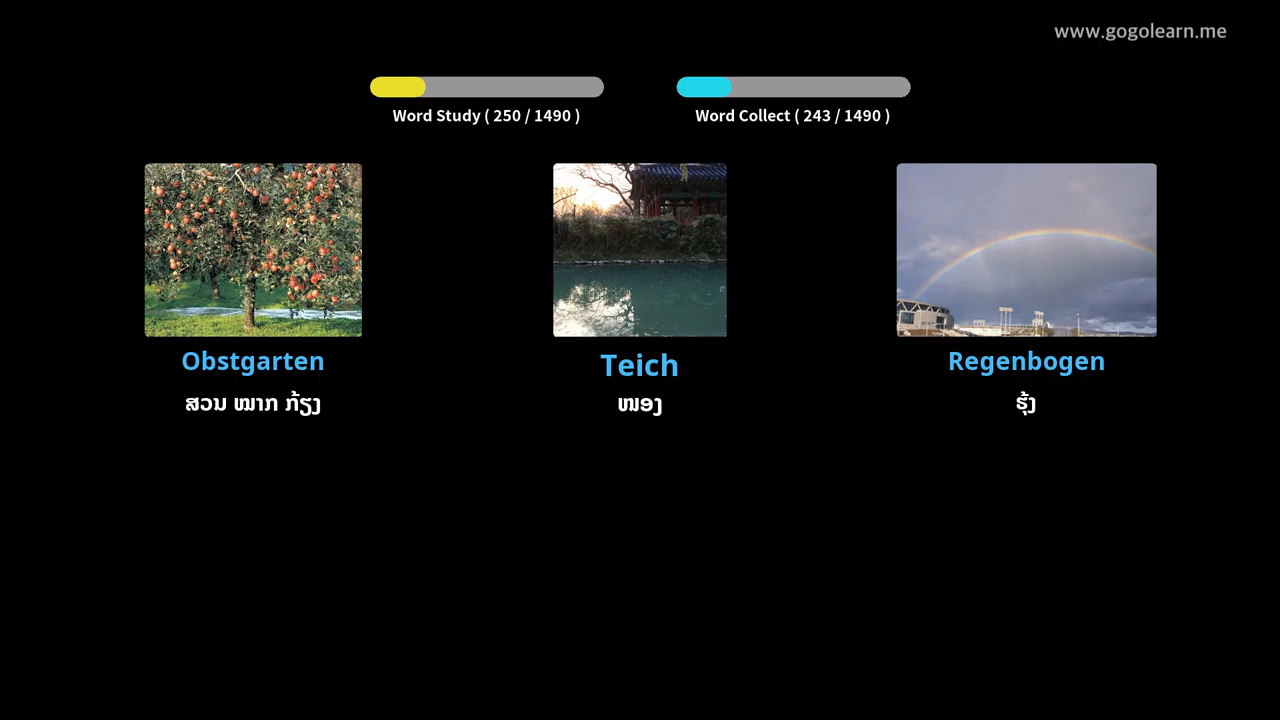 www.gogolearn.me
Word Study ( 250 / 1490 )
Word Collect ( 243 / 1490 )
Obstgarten
Teich
Regenbogen
ສວນ ໝາກ ກ້ຽງ
ໜອງ
ຮຸ້ງ